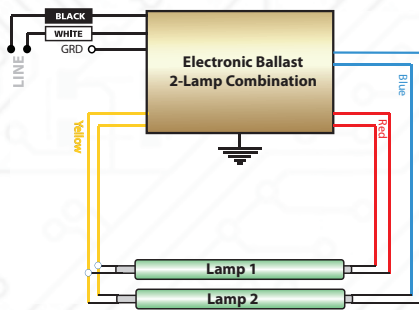 BLACK
WHITE
GRD
LINE
Electronic Ballast
2-Lamp Combination
Blue
Red
Yellow
Lamp 1
Lamp 2